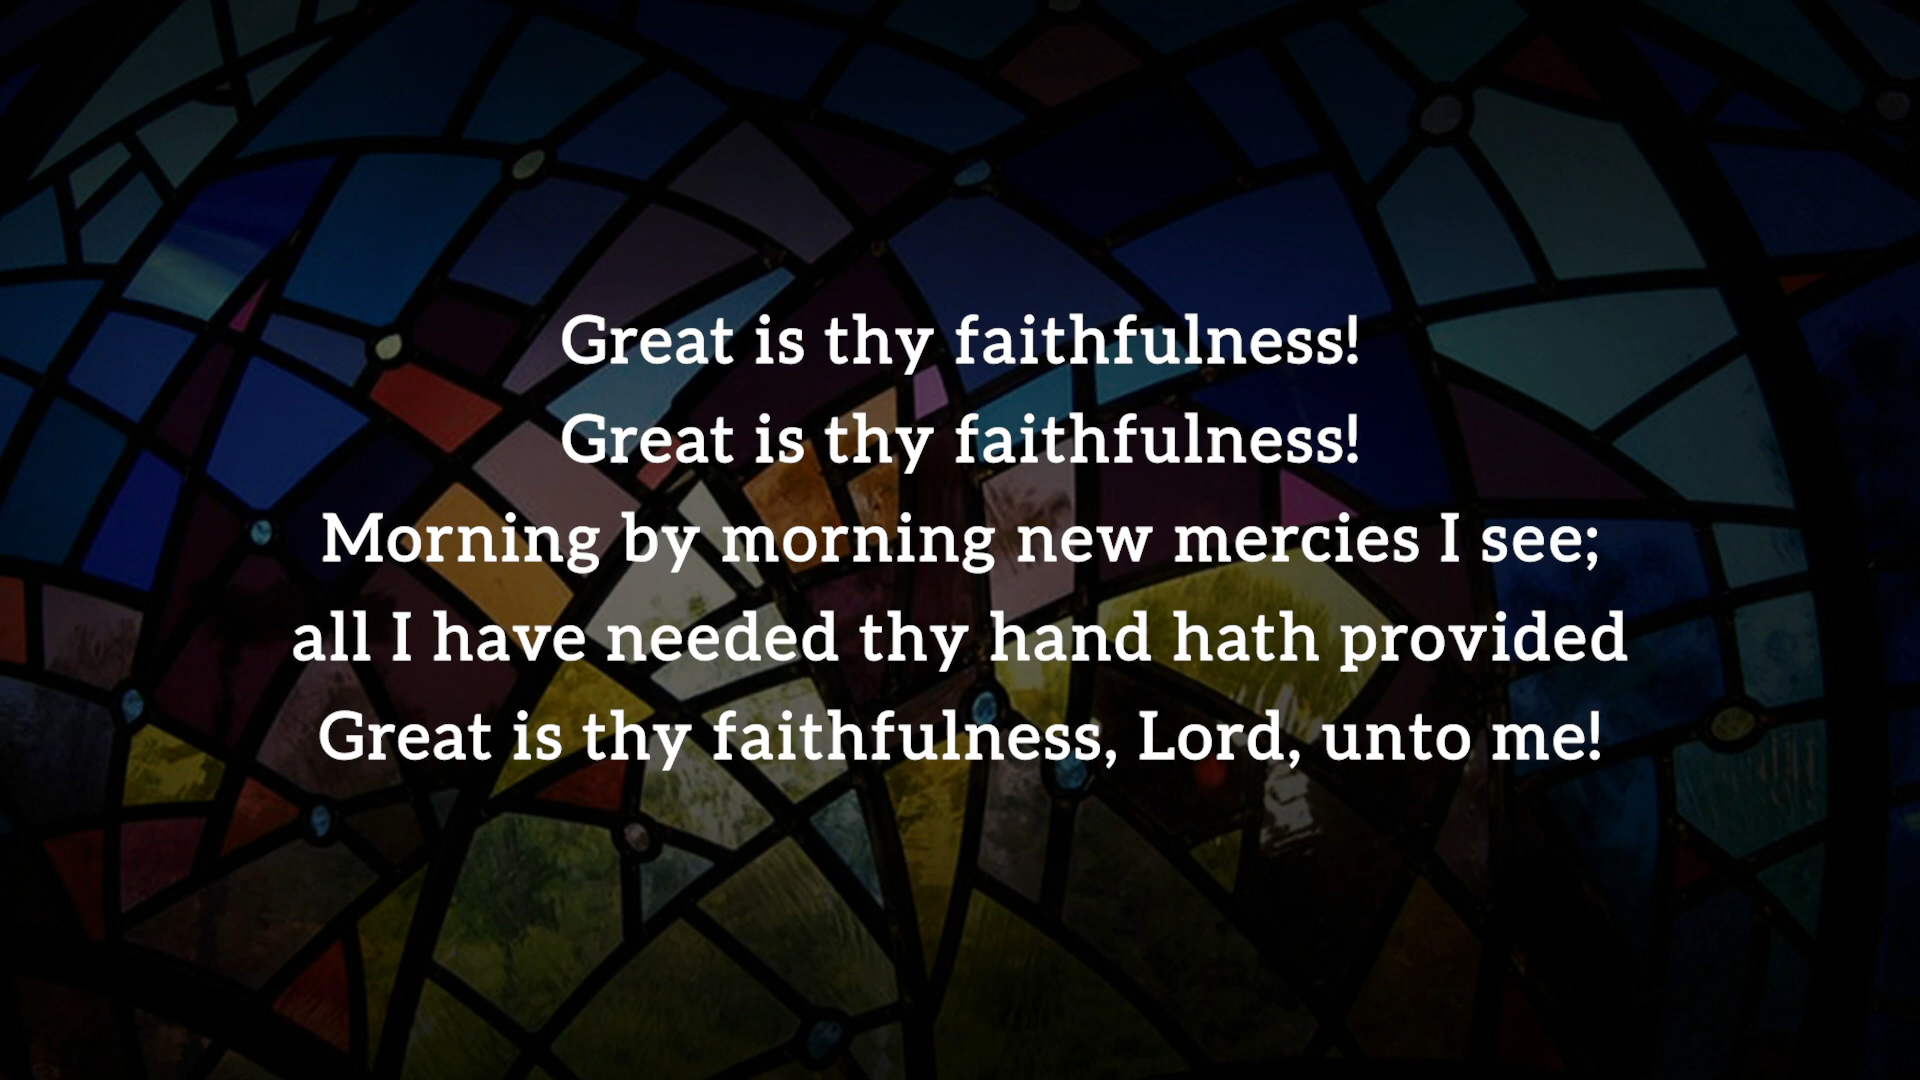 Great is thy faithfulness!
Great is thy faithfulness!
Morning by morning new mercies I see;
all I have needed thy hand hath provided
Great is thy faithfulness, Lord, unto me!